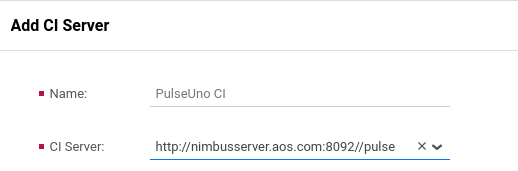 Add CI Server
Name: PulseUno CI
CI Server: http://nimbusserver.aos.com:8092//pulse